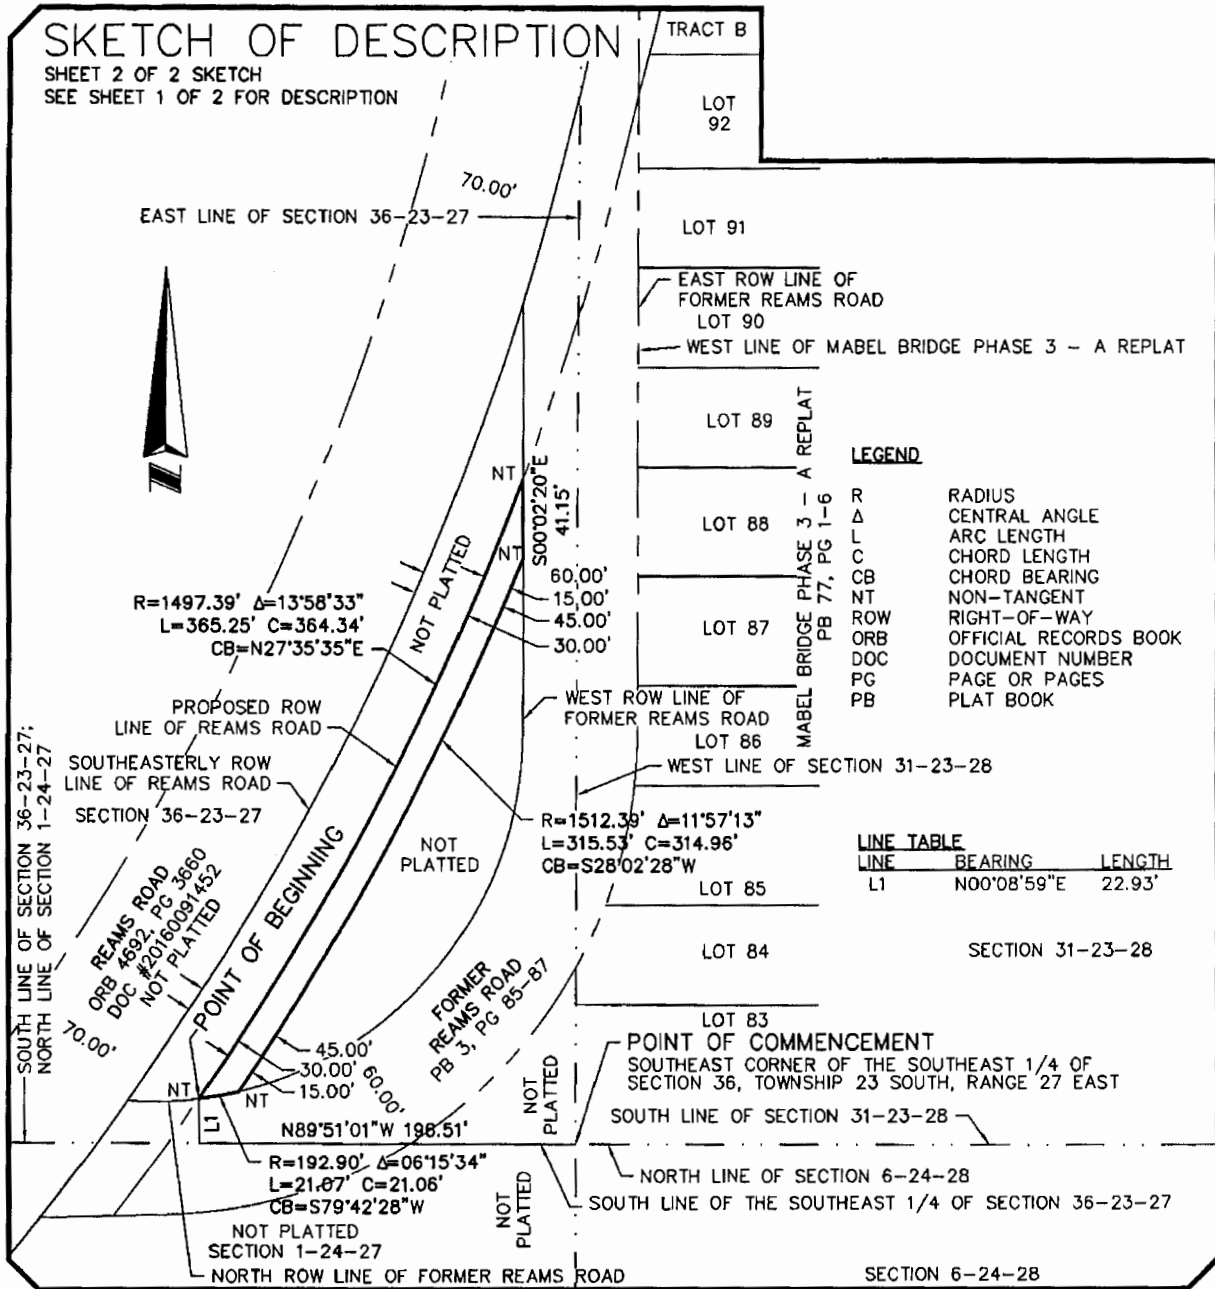 SKETCH OF DESCRIPTION
SHEET 2 OF 2 SKETCH
SEE SHEET 1 OF 2 FOR DESCRIPTION
TRACT B
LOT
92
70.00'
EAST LINE OF SECTION 36-23-27
LOT 91
EAST ROW LINE OF
FORMER REAMS ROAD
LOT 90
WEST LINE OF MABEL BRIDGE PHASE 3 - A REPLAT
LOT 89
LOT 88
LOT 87
MABEL BRIDGE PHASE 3 - A REPLAT
PB 77, PG 1-6
LEGEND
R RADIUS
Δ CENTRAL ANGLE
L ARC LENGTH
C CHORD LENGTH
CB CHORD BEARING
NT NON-TANGENT
ROW RIGHT-OF-WAY
ORB OFFICIAL RECORDS BOOK
DOC DOCUMENT NUMBER
PG PAGE OR PAGES
PB PLAT BOOK
NT
S00°02'20"E
41.15'
NT
NOT PLATTED
60.00'
15.00'
45.00'
30.00'
R=1497.39' Δ=13°58'33"
L=365.25' C=364.34'
CB=N27°35'35"E
PROPOSED ROW
LINE OF REAMS ROAD
WEST ROW LINE OF
FORMER REAMS ROAD
LOT 86
SOUTHEASTERLY ROW
LINE OF REAMS ROAD
SECTION 36-23-27
WEST LINE OF SECTION 31-23-28
SOUTH LINE OF SECTION 36-23-27;
NORTH LINE OF SECTION 1-24-27
NOT
PLATTED
R=1512.39' Δ=11°57'13"
L=315.53' C=314.96'
CB=S28°02'28"W
LOT 85
LINE TABLE
LINE BEARING LENGTH
L1 N00°08'59"E 22.93'
LOT 84
SECTION 31-23-28
REAMS ROAD
ORB 4692, PG 3660
DOC #20160091452
NOT PLATTED
POINT OF BEGINNING
70.00'
FORMER
REAMS ROAD
PB 3, PG 85-87
LOT 83
POINT OF COMMENCEMENT
SOUTHEAST CORNER OF THE SOUTHEAST 1/4 OF
SECTION 36, TOWNSHIP 23 SOUTH, RANGE 27 EAST
45.00'
30.00'
15.00'
60.00'
NT
NT
NOT
PLATTED
SOUTH LINE OF SECTION 31-23-28
L1
N89°51'01"W 196.51'
R=192.90' Δ=06°15'34"
L=21.07' C=21.06'
CB=S79°42'28"W
NORTH LINE OF SECTION 6-24-28
SOUTH LINE OF THE SOUTHEAST 1/4 OF SECTION 36-23-27
NOT
PLATTED
NOT PLATTED
SECTION 1-24-27
NORTH ROW LINE OF FORMER REAMS ROAD
SECTION 6-24-28
N